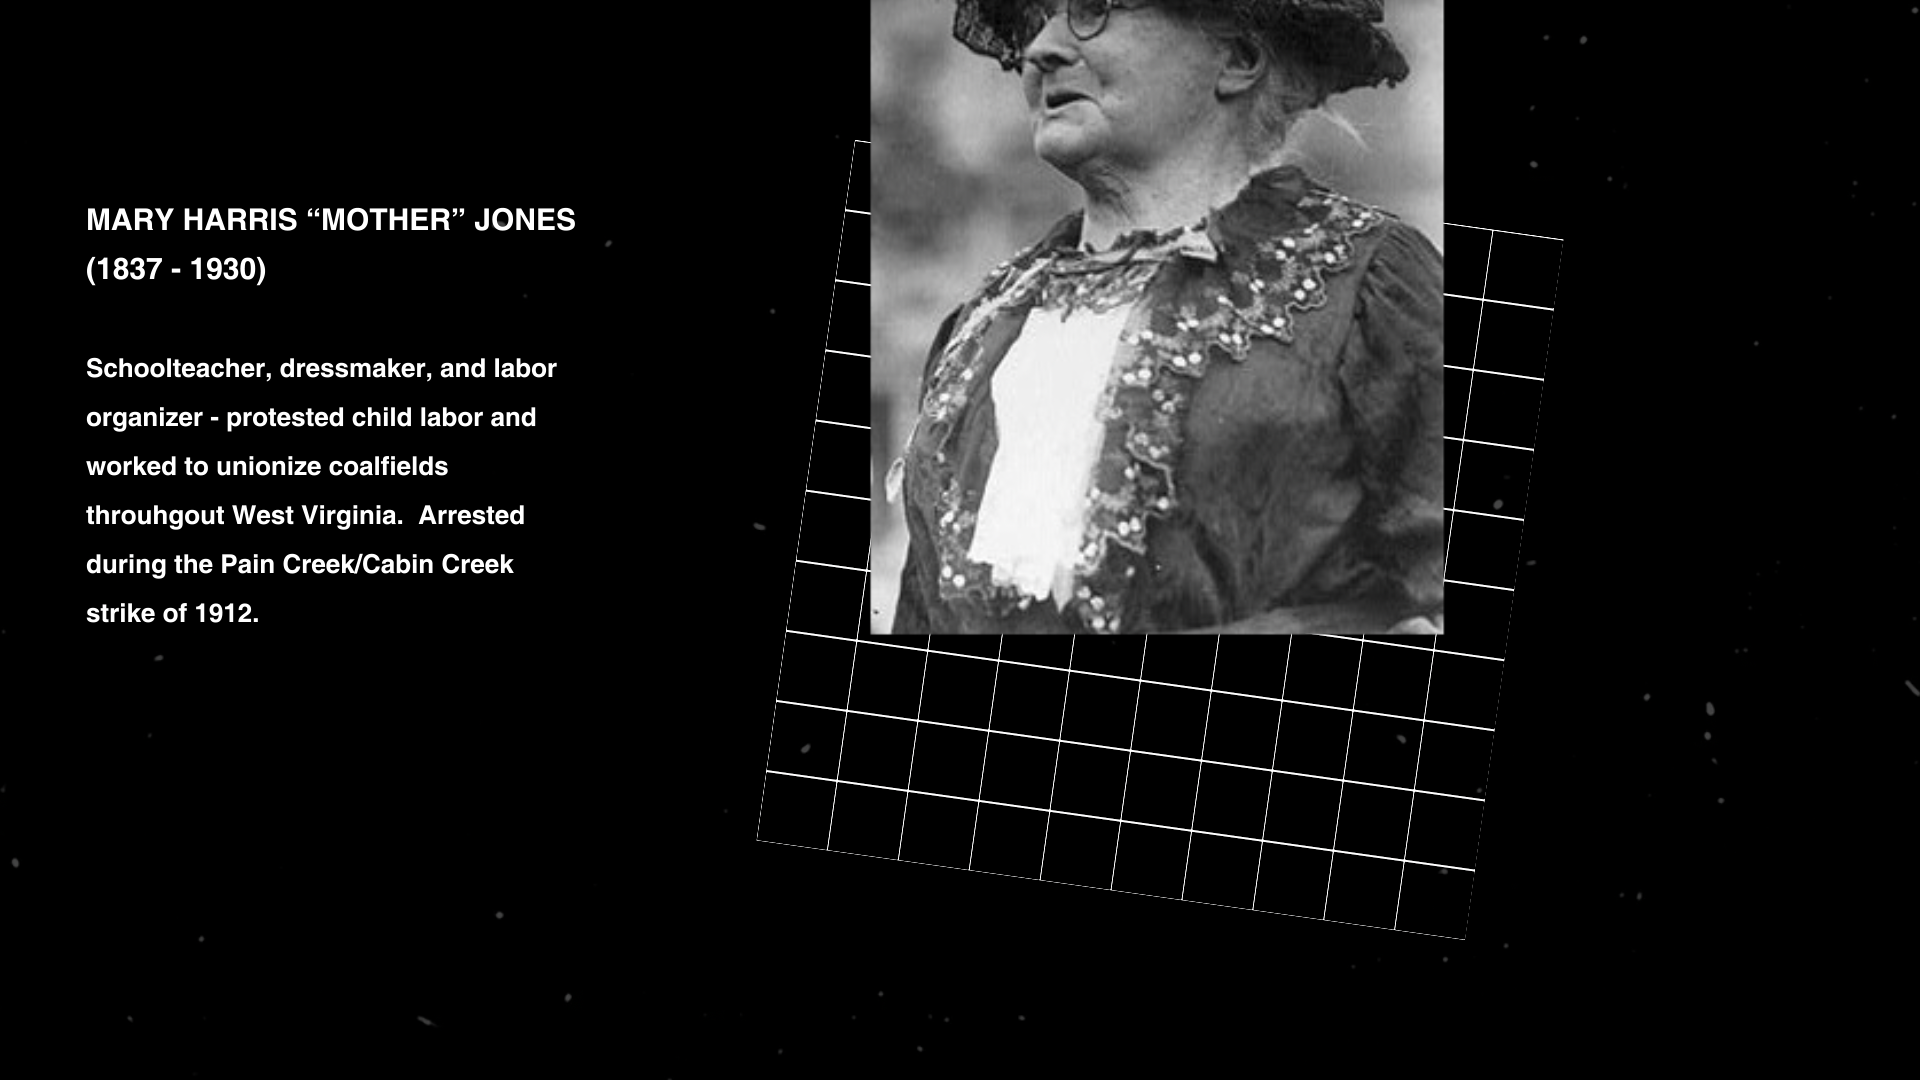 MARY HARRIS “MOTHER” JONES
(1837 - 1930)
Schoolteacher, dressmaker, and labor
organizer - protested child labor and
worked to unionize coalfields
throuhgout West Virginia.  Arrested
during the Pain Creek/Cabin Creek
strike of 1912.